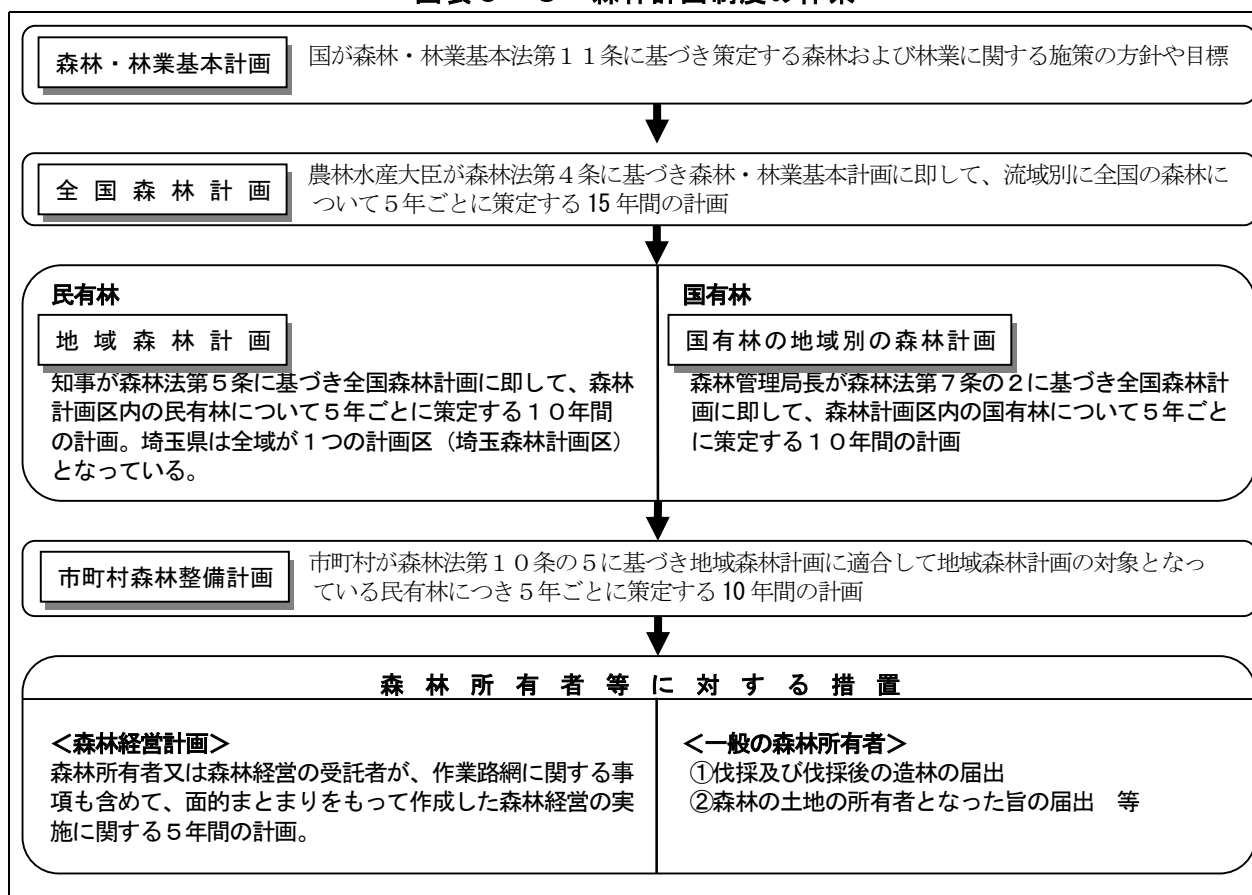 森林・林業基本計画
国が森林・林業基本法第１１条に基づき策定する森林および林業に関する施策の方針や目標
全国森林計画
農林水産大臣が森林法第４条に基づき森林・林業基本計画に即して、流域別に全国の森林に
ついて５年ごとに策定する 15 年間の計画
民有林
地域森林計画
知事が森林法第５条に基づき全国森林計画に即して、森林
計画区内の民有林について５年ごとに策定する１０年間
の計画。埼玉県は全域が１つの計画区（埼玉森林計画区）
となっている。
国有林
国有林の地域別の森林計画
森林管理局長が森林法第７条の２に基づき全国森林計
画に即して、森林計画区内の国有林について５年ごと
に策定する１０年間の計画
市町村森林整備計画
市町村が森林法第１０条の５に基づき地域森林計画に適合して地域森林計画の対象となっ
ている民有林につき５年ごとに策定する 10 年間の計画
森林所有者等に対する措置
＜森林経営計画＞
森林所有者又は森林経営の受託者が、作業路網に関する事
項も含めて、面的まとまりをもって作成した森林経営の実
施に関する５年間の計画。
＜一般の森林所有者＞
①伐採及び伐採後の造林の届出
②森林の土地の所有者となった旨の届出　等